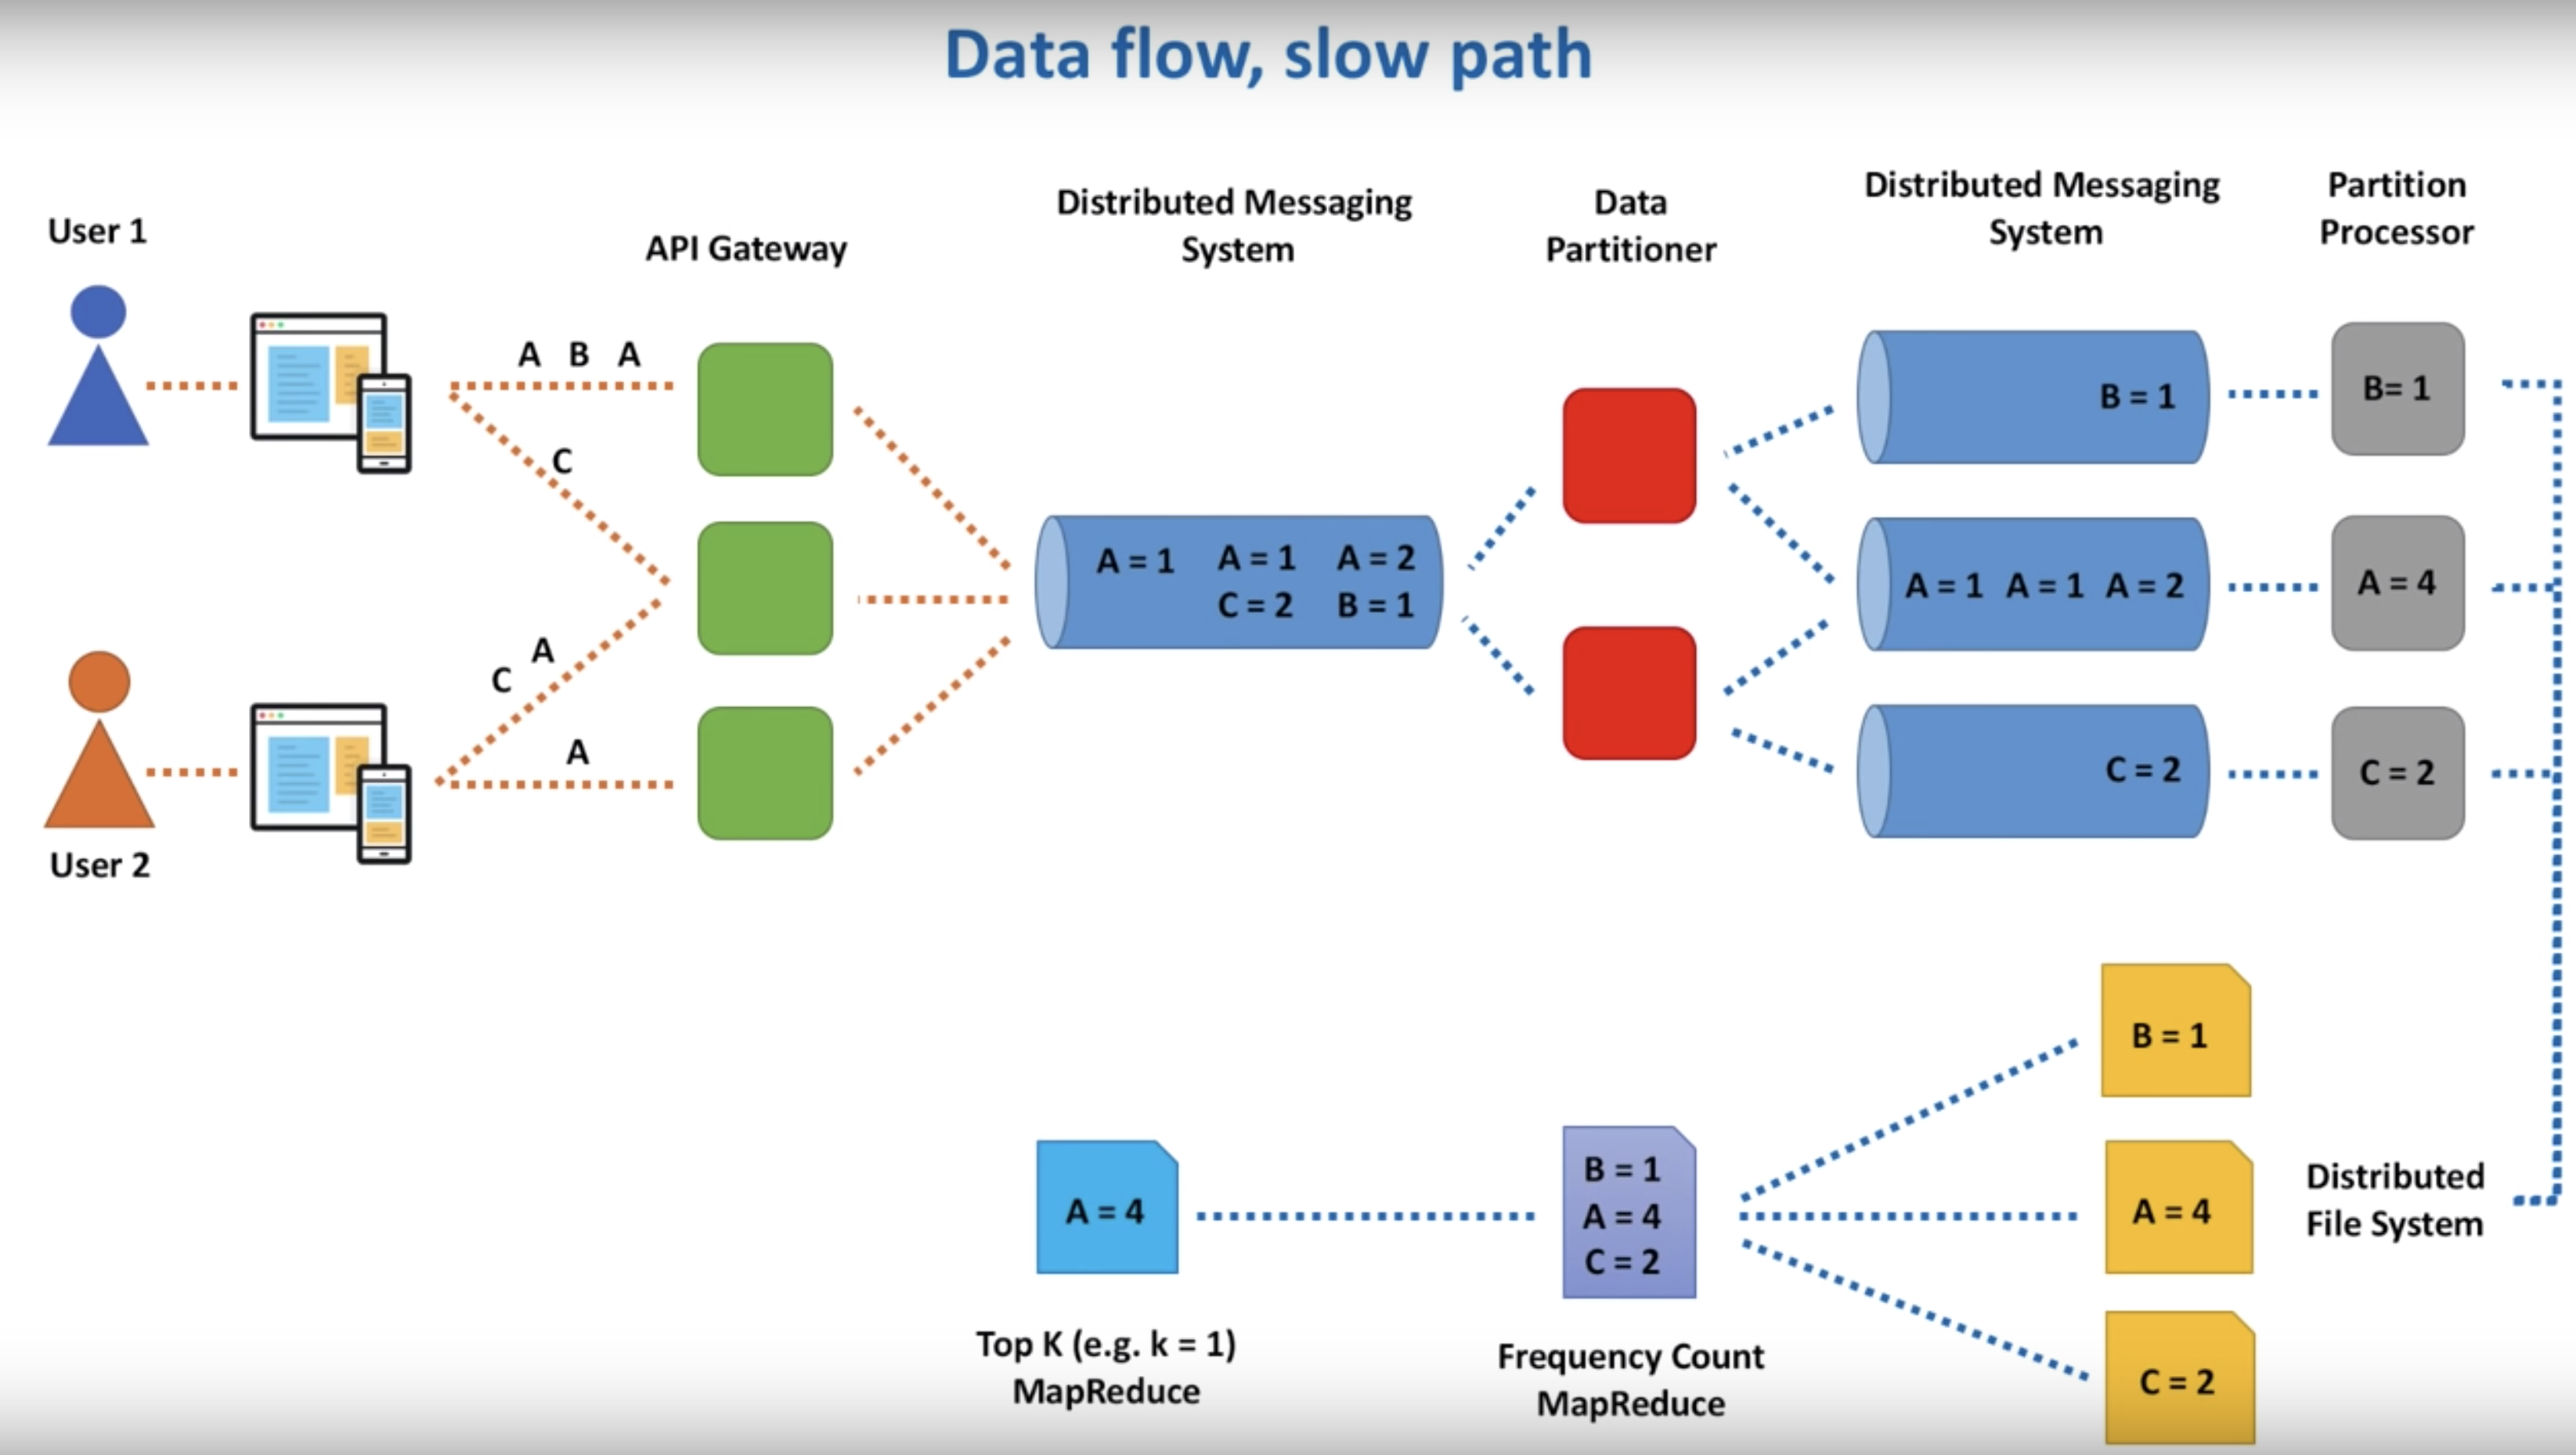 Data flow, slow path
User 1
API Gateway
Distributed Messaging
System
Data
Partitioner
Distributed Messaging
System
Partition
Processor
A B A
C
A
C
A
User 2
A = 1 A = 1 A = 2
C = 2 B = 1
B = 1
A = 1 A = 1 A = 2
C = 2
B= 1
A = 4
C = 2
B = 1
A = 4
C = 2
Distributed
File System
B = 1
A = 4
C = 2
Frequency Count
MapReduce
A = 4
Top K (e.g. k = 1)
MapReduce